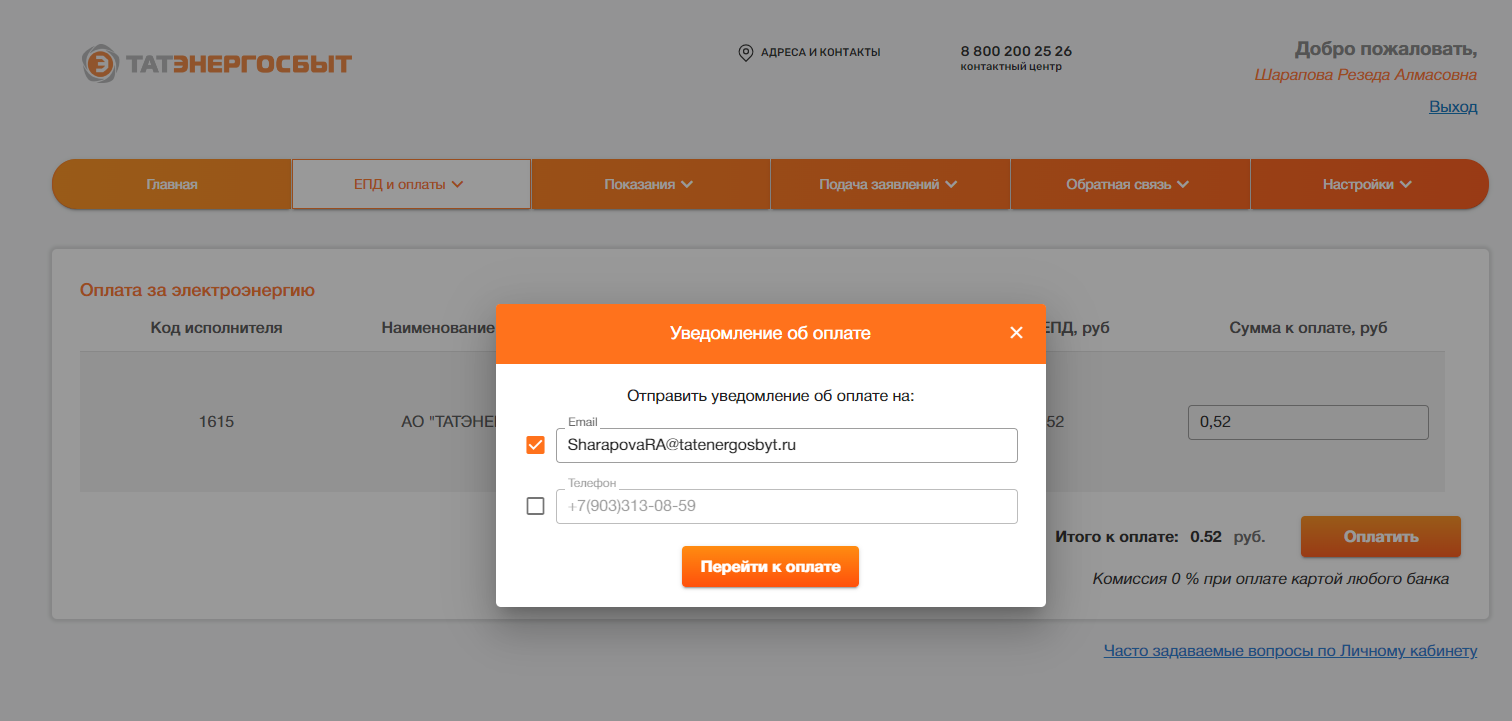 ТАТЭНЕРГОСБЫТ
АДРЕСА И КОНТАКТЫ
8 800 200 25 26
контактный центр
Добро пожаловать,
Шарапова Резеда Алмасовна
Выход
Главная
ЕПД и оплаты
Показания
Подача заявлений
Обратная связь
Настройки
Оплата за электроэнергию
Код исполнителя
Наименование
ЕПД, руб
Сумма к оплате, руб
1615
АО "ТАТЭНЕ
52
0,52
Уведомление об оплате
Отправить уведомление об оплате на:
Email
SharapovaRA@tatenergosbyt.ru
Телефон
+7(903)313-08-59
Перейти к оплате
Итого к оплате: 0.52 руб.
Оплатить
Комиссия 0 % при оплате картой любого банка
Часто задаваемые вопросы по Личному кабинету